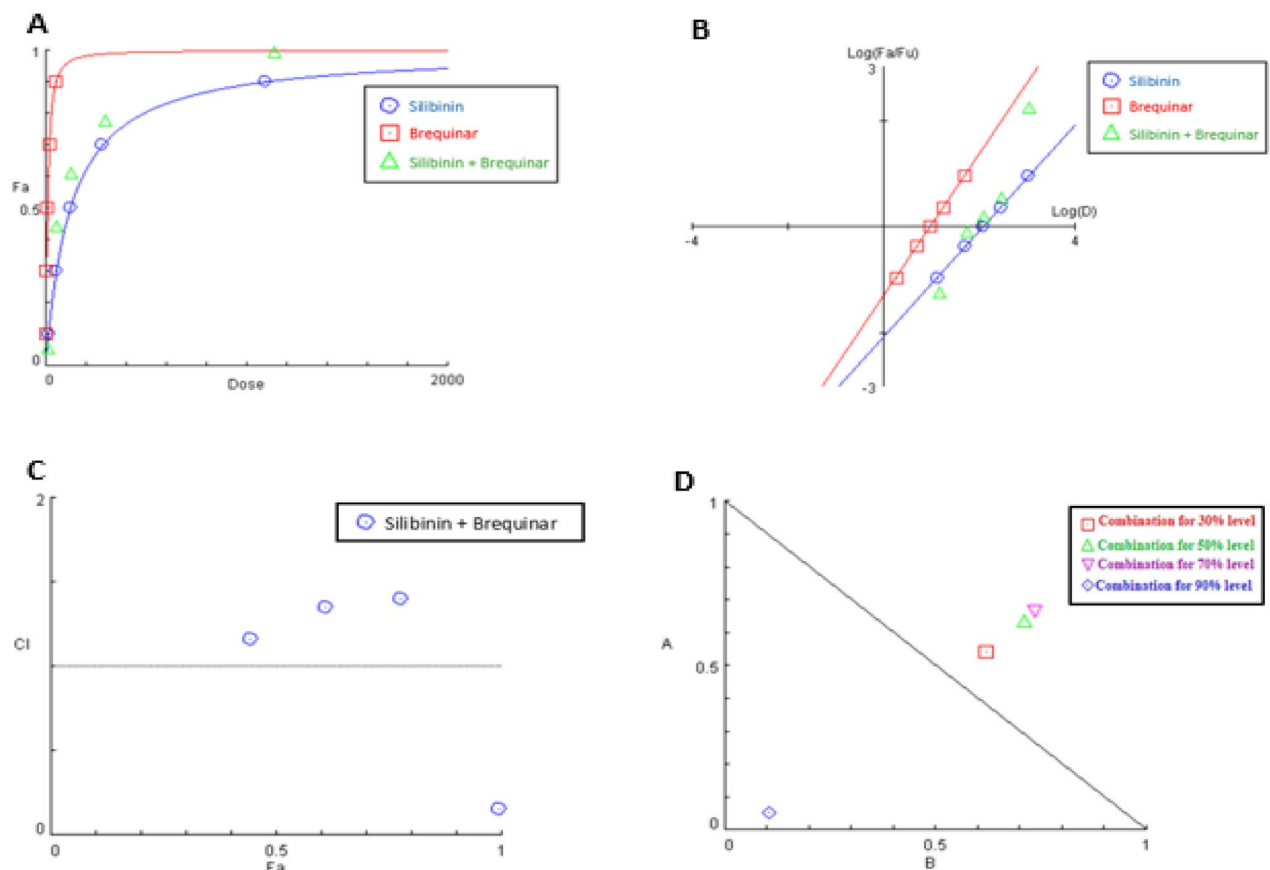 A
1
Fa
0.5
0
0
Dose
2000
Silibinin
Brequinar
Silibinin + Brequinar
B
Log(Fa/Fu)
3
Log(D)
-4
4
-3
Silibinin
Brequinar
Silibinin + Brequinar
C
2
CI
0
0
0.5
1
Fa
Silibinin + Brequinar
D
1
A
0.5
0
0
0.5
1
B
Combination for 30% level
Combination for 50% level
Combination for 70% level
Combination for 90% level